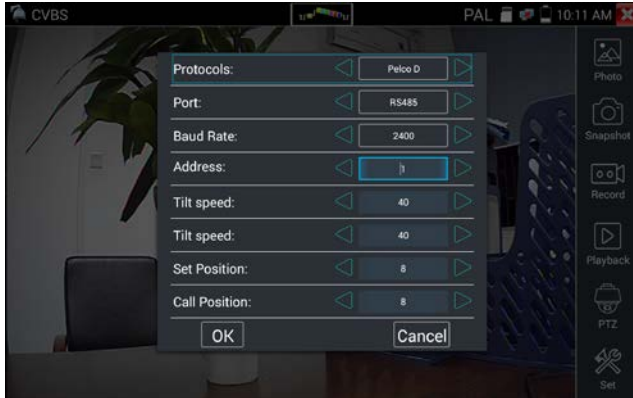 CVBS PAL 10:11 AM
Protocols: Pelco D
Port: RS485
Baud Rate: 2400
Address: 1
Tilt speed: 40
Tilt speed: 40
Set Position: 8
Call Position: 8
OK Cancel
Photo
Snapshot
Record
Playback
PTZ
Set